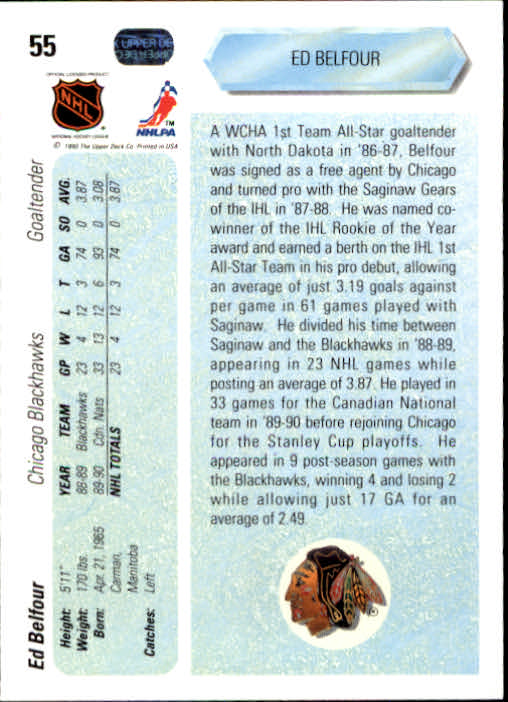 55
UPPER DE
ED BELFOUR
OFFICIAL LICENSED PRODUCT
NHL
NATIONAL HOCKEY LEAGUE
NHLPA
TM
© 1990 The Upper Deck Co. Printed in USA
A WCHA 1st Team All-Star goaltender
with North Dakota in '86-87, Belfour
was signed as a free agent by Chicago
and turned pro with the Saginaw Gears
of the IHL in '87-88. He was named co-
winner of the IHL Rookie of the Year
award and earned a berth on the IHL 1st
All-Star Team in his pro debut, allowing
an average of just 3.19 goals against
per game in 61 games played with
Saginaw. He divided his time between
Saginaw and the Blackhawks in '88-89,
appearing in 23 NHL games while
posting an average of 3.87. He played in
33 games for the Canadian National
team in '89-90 before rejoining Chicago
for the Stanley Cup playoffs. He
appeared in 9 post-season games with
the Blackhawks, winning 4 and losing 2
while allowing just 17 GA for an
average of 2.49.
Ed Belfour Chicago Blackhawks Goaltender
Height: 5'11"
Weight: 170 lbs.
Born: Apr. 21, 1965
Carman,
Manitoba
Catches: Left
YEAR TEAM GP W L T GA SO AVG.
88-89 Blackhawks 23 4 12 3 74 0 3.87
89-90 Cdn. Nats 33 13 12 6 93 0 3.08
NHL TOTALS 23 4 12 3 74 0 3.87
®